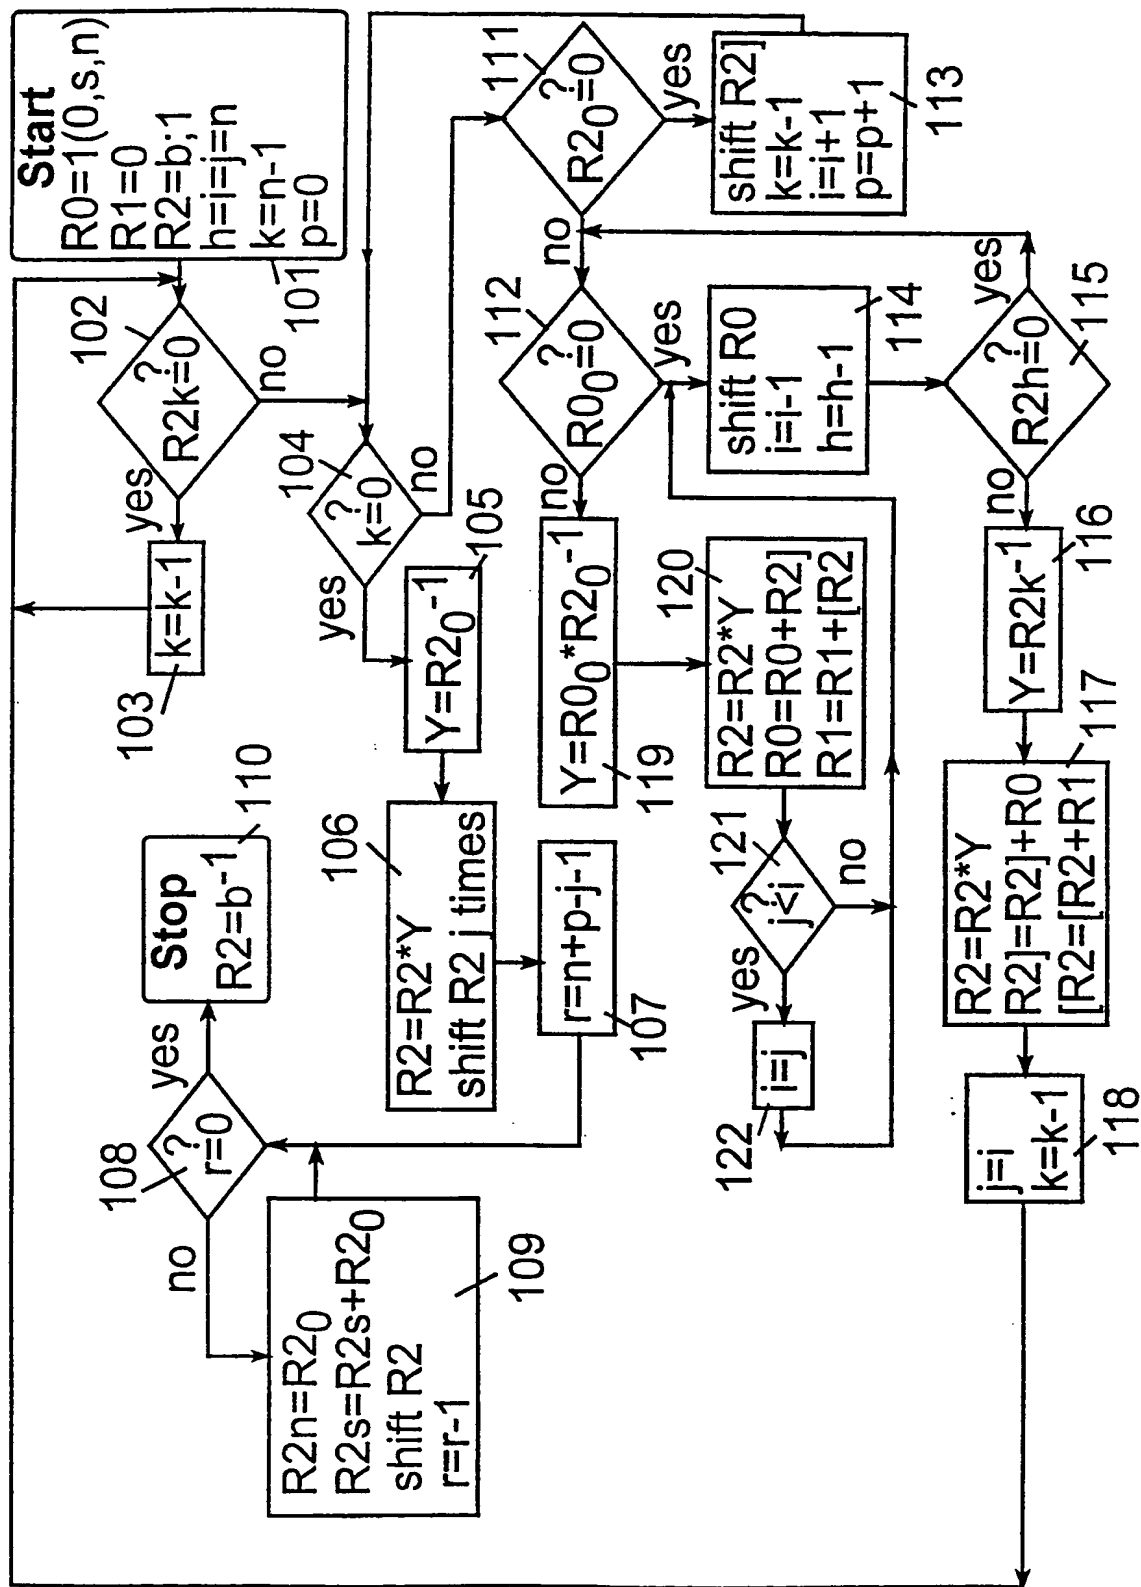 Start
R0=1(0,s,n)
R1=0
R2=b;1
h=i=j=n
k=n-1
p=0
101
102
?
R2k=0
yes
no
103
k=k-1
104
?
k=0
yes
no
105
Y=R2₀⁻¹
106
R2=R2*Y
shift R2 j times
107
r=n+p-j-1
108
?
r=0
yes
no
109
R2n=R2₀
R2s=R2s+R2₀
shift R2
r=r-1
110
Stop
R2=b⁻¹
111
?
R2₀=0
no
yes
112
?
R0₀=0
no
yes
113
shift R2]
k=k-1
i=i+1
p=p+1
114
shift R0
i=i-1
h=h-1
115
?
R2h=0
yes
no
116
Y=R2k⁻¹
117
R2=R2*Y
R2]=R2]+R0
[R2=[R2+R1
118
j=i
k=k-1
119
Y=R0₀*R2₀⁻¹
120
R2=R2*Y
R0=R0+R2]
R1=R1+[R2
121
?
j<i
yes
no
122
i=j